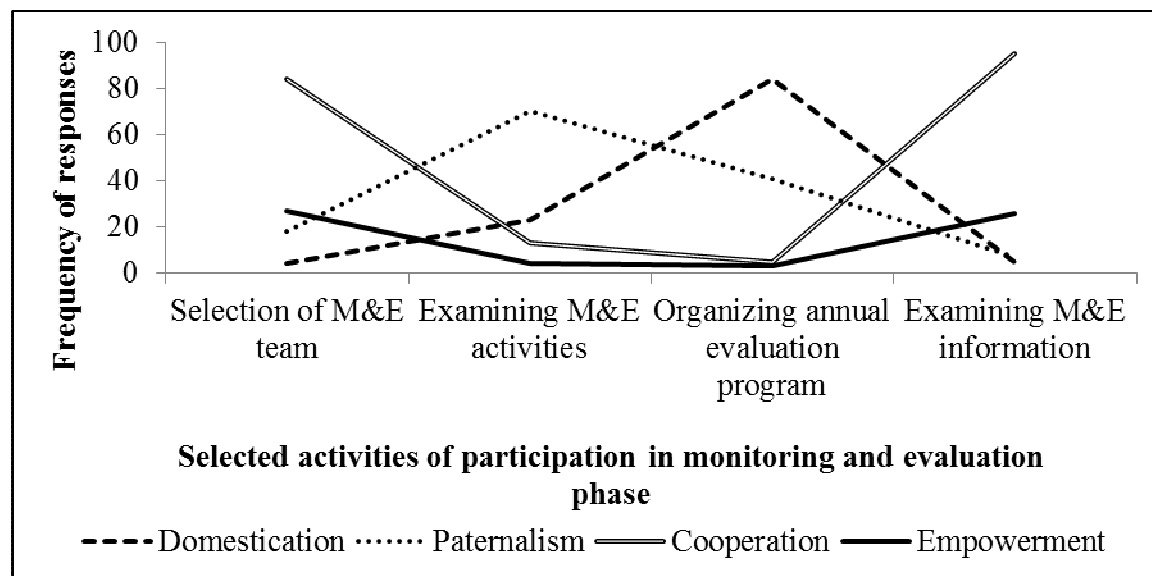 Frequency of responses
100
80
60
40
20
0
Selection of M&E team
Examining M&E activities
Organizing annual evaluation program
Examining M&E information
Selected activities of participation in monitoring and evaluation
phase
Domestication
Paternalism
Cooperation
Empowerment